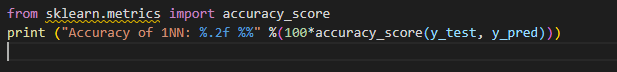 from sklearn.metrics import accuracy_score
print ("Accuracy of 1NN: %.2f %%" %(100*accuracy_score(y_test, y_pred)))